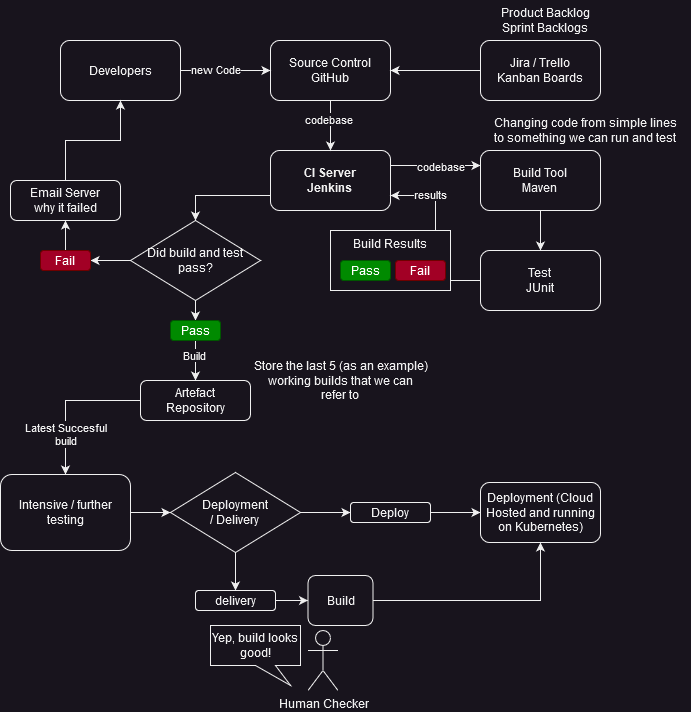 Product Backlog
Sprint Backlogs
Developers
new Code
Source Control
GitHub
Jira / Trello
Kanban Boards
codebase
Changing code from simple lines
to something we can run and test
CI Server
Jenkins
codebase
results
Build Tool
Maven
Email Server
why it failed
Build Results
Pass
Fail
Did build and test
pass?
Fail
Test
JUnit
Pass
Build
Store the last 5 (as an example)
working builds that we can
refer to
Artefact
Repository
Latest Succesful
build
Intensive / further
testing
Deployment
/ Delivery
Deploy
Deployment (Cloud
Hosted and running
on Kubernetes)
delivery
Build
Yep, build looks
good!
Human Checker